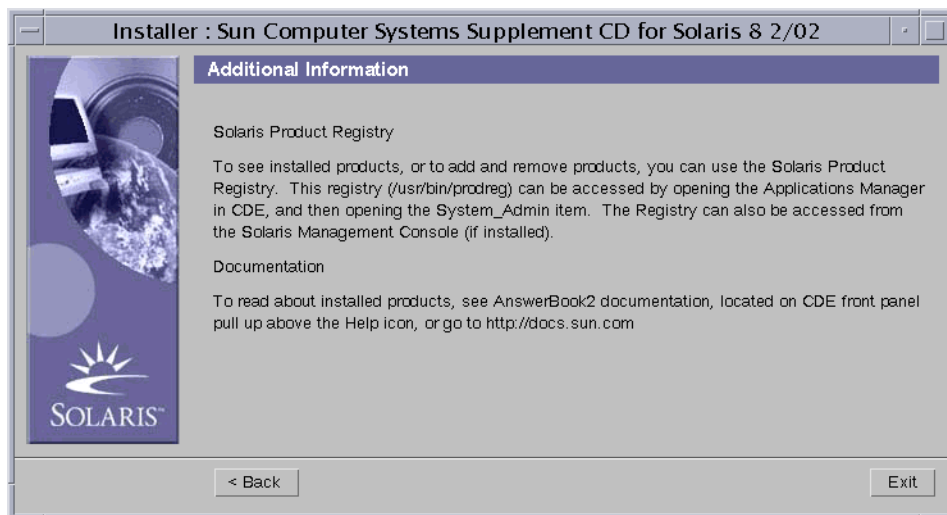 Installer : Sun Computer Systems Supplement CD for Solaris 8 2/02
Additional Information
Solaris Product Registry
To see installed products, or to add and remove products, you can use the Solaris Product
Registry. This registry (/usr/bin/prodreg) can be accessed by opening the Applications Manager
in CDE, and then opening the System_Admin item. The Registry can also be accessed from
the Solaris Management Console (if installed).
Documentation
To read about installed products, see AnswerBook2 documentation, located on CDE front panel
pull up above the Help icon, or go to http://docs.sun.com
SOLARIS™
< Back
Exit